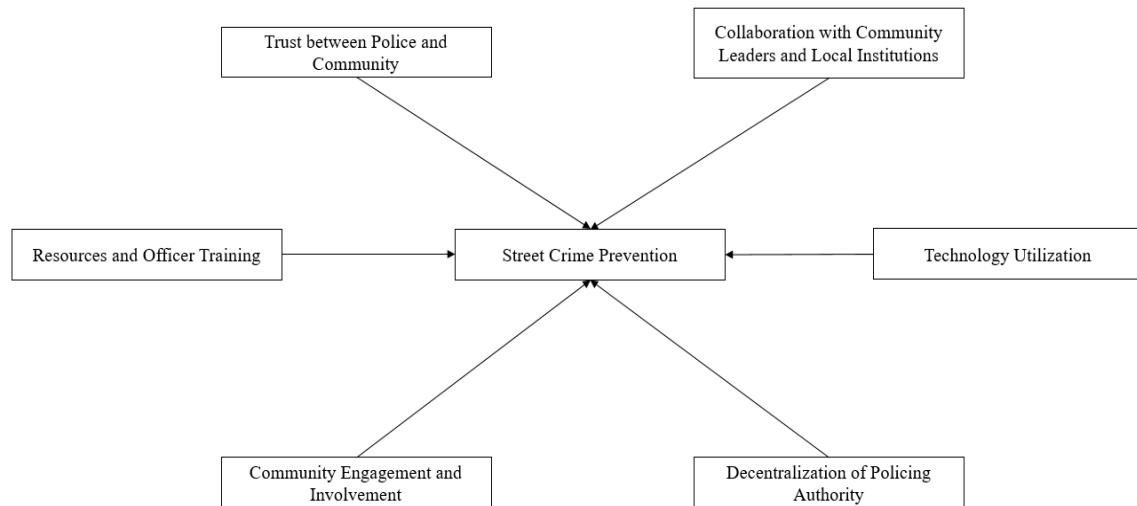 Trust between Police and
Community
Collaboration with Community
Leaders and Local Institutions
Resources and Officer Training
Street Crime Prevention
Technology Utilization
Community Engagement and
Involvement
Decentralization of Policing
Authority